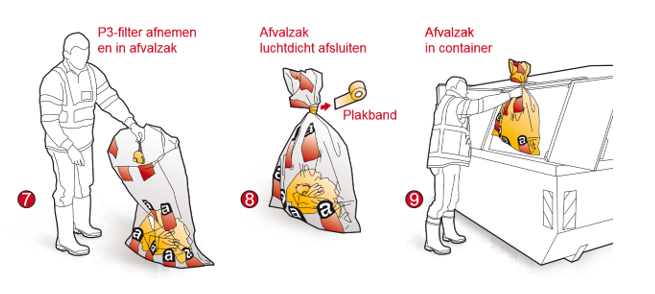 P3-filter afnemen
en in afvalzak
7
Afvalzak
luchtdicht afsluiten
Plakband
8
a
a
a
a
a
a
Afvalzak
in container
9